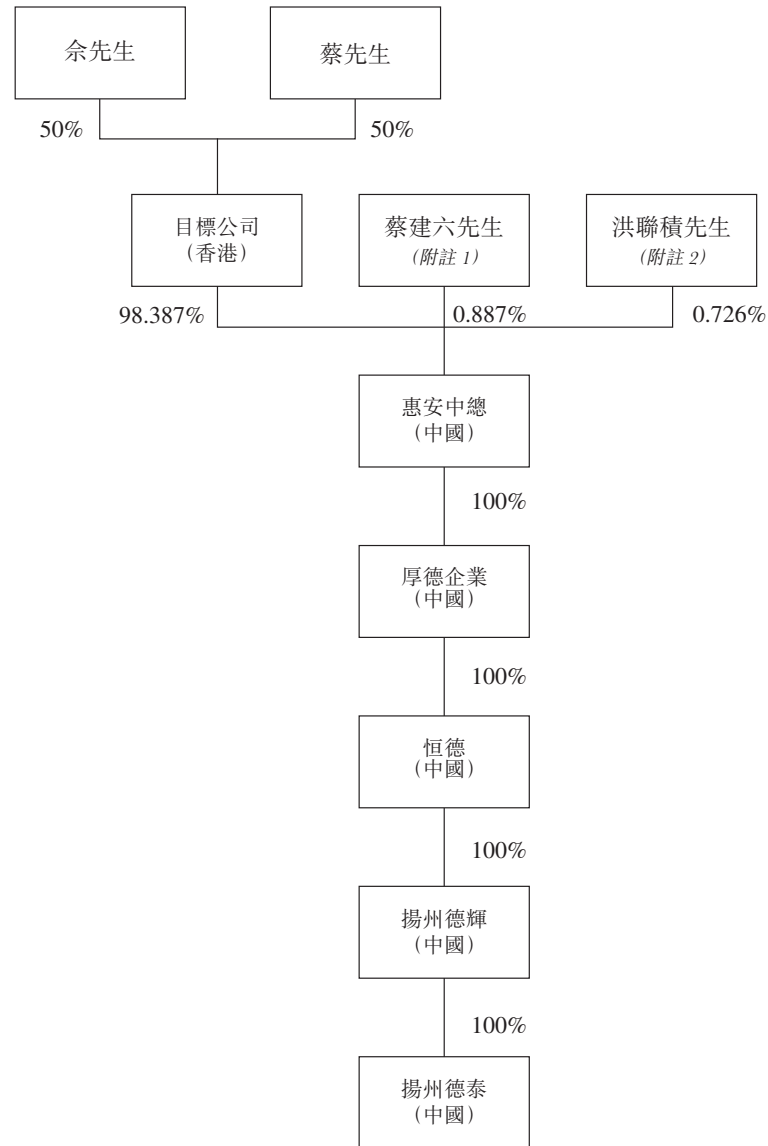 佘先生
蔡先生
50%
50%
目標公司
（香港）
蔡建六先生
（附註 1）
洪聯積先生
（附註 2）
98.387%
0.887%
0.726%
惠安中總
（中國）
100%
厚德企業
（中國）
100%
恒德
（中國）
100%
揚州德輝
（中國）
100%
揚州德泰
（中國）